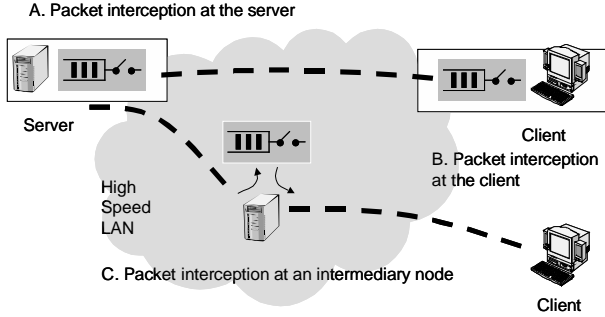 A. Packet interception at the server
Server
Client
B. Packet interception
at the client
High
Speed
LAN
C. Packet interception at an intermediary node
Client